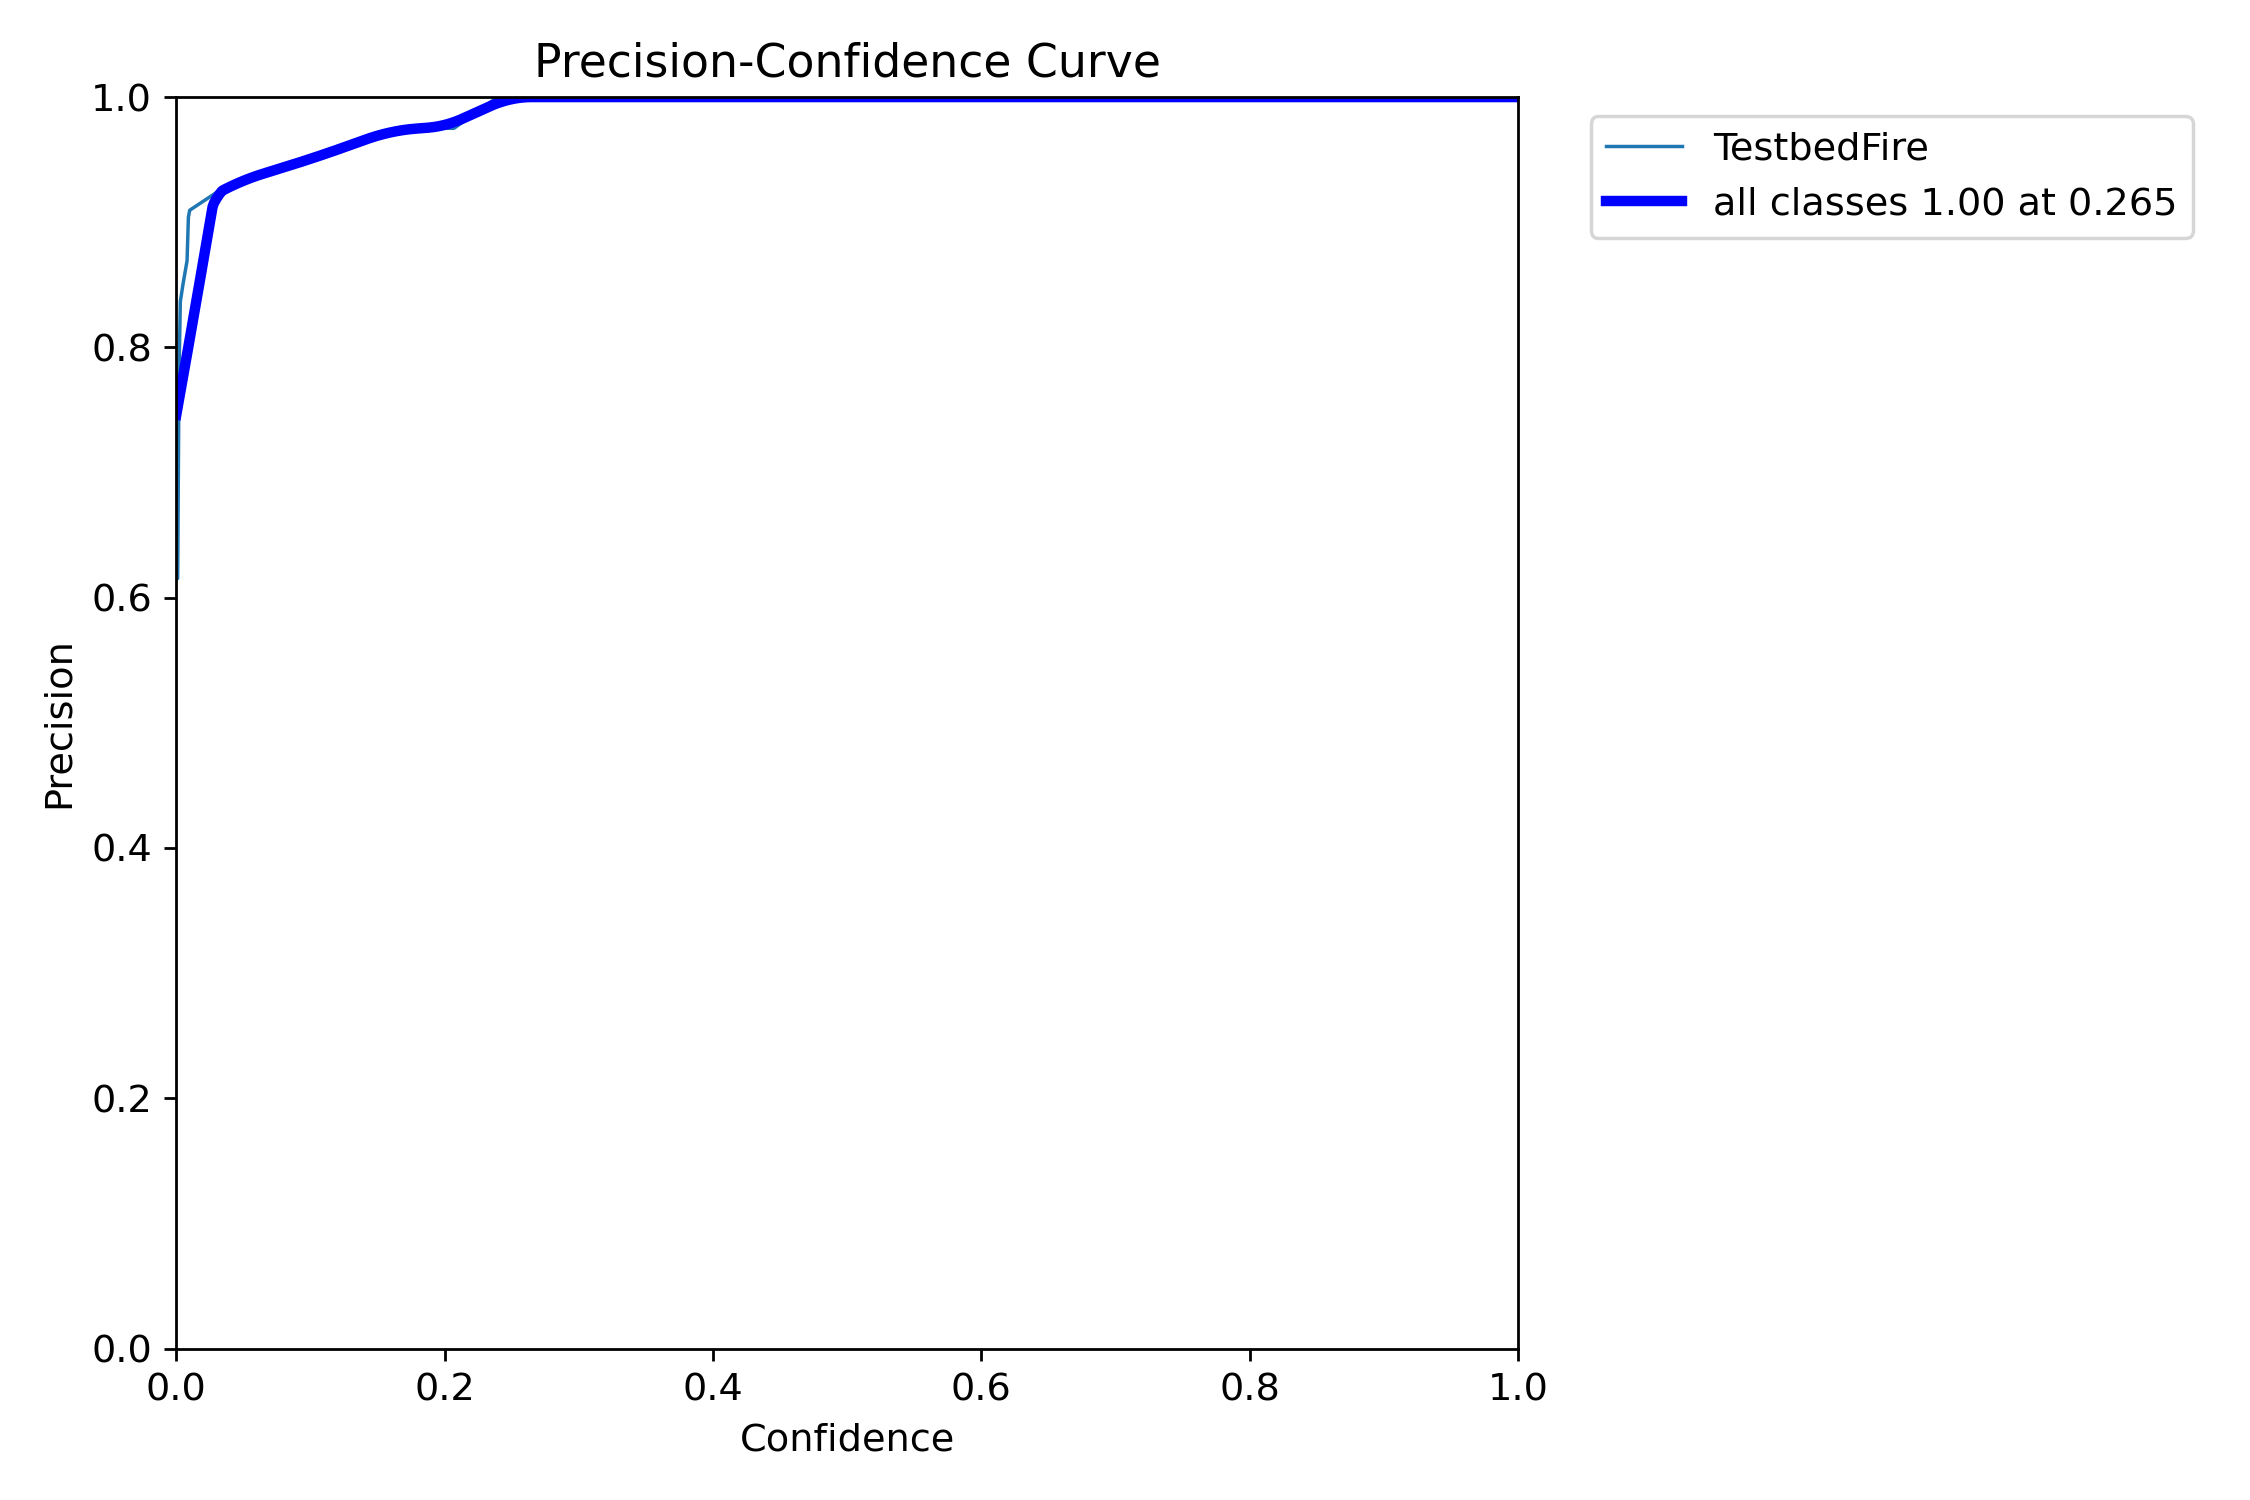 Precision-Confidence Curve
1.0
0.8
0.6
0.4
0.2
0.0
Precision
0.0 0.2 0.4 0.6 0.8 1.0
Confidence
TestbedFire
all classes 1.00 at 0.265